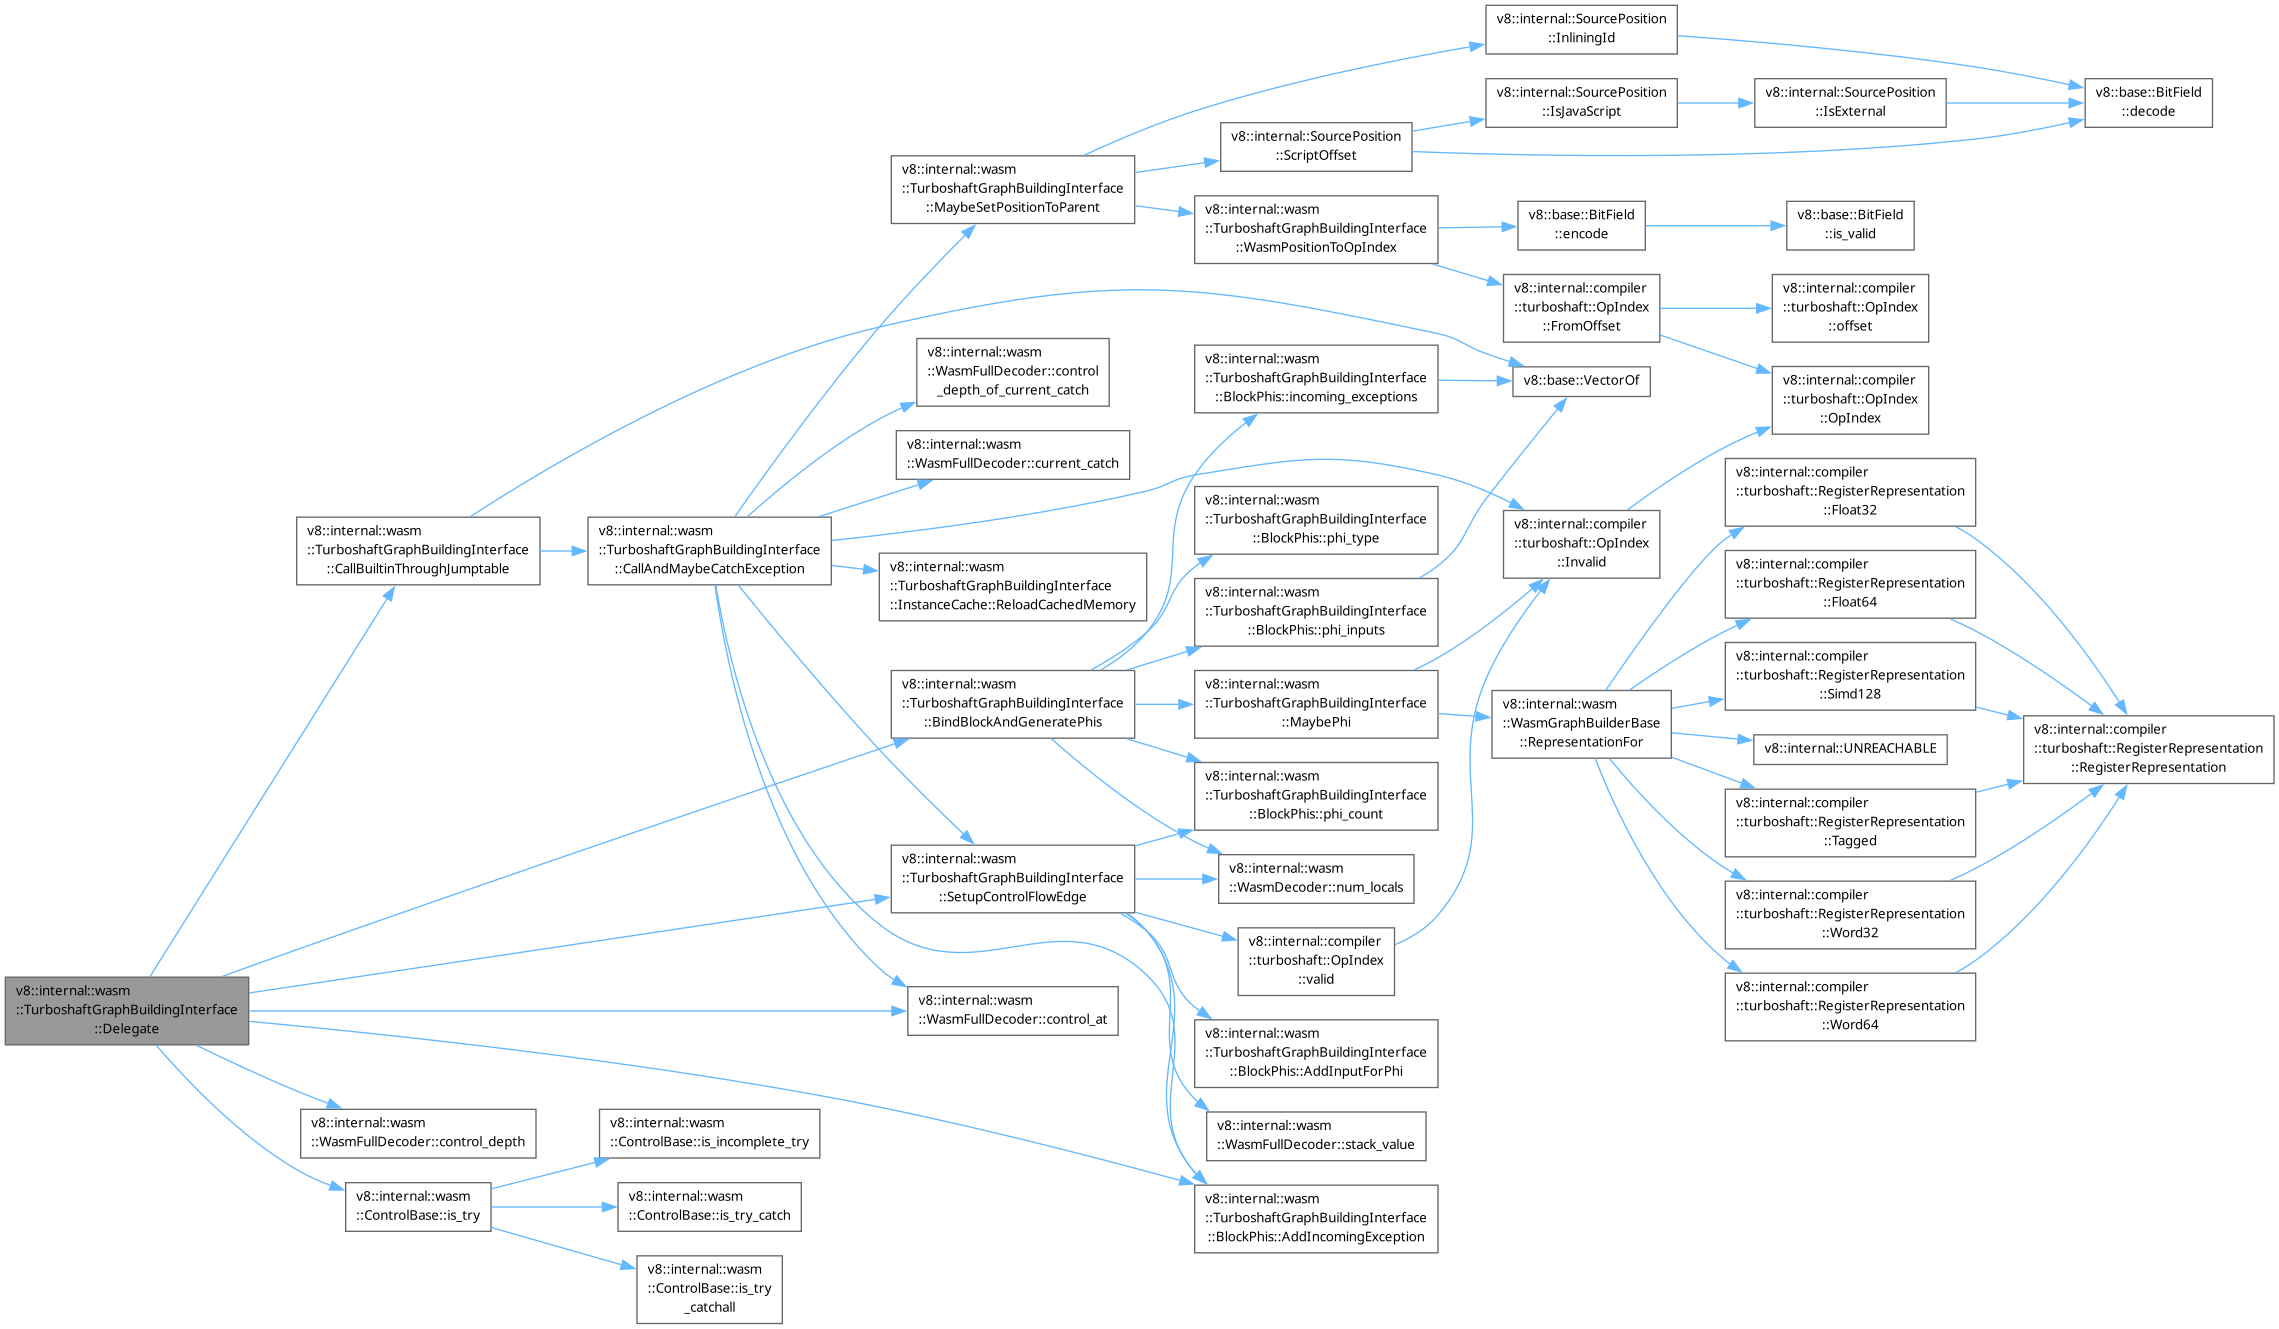 v8::internal::SourcePosition
::InliningId
v8::internal::SourcePosition
::IsJavaScript
v8::internal::SourcePosition
::IsExternal
v8::base::BitField
::decode
v8::internal::SourcePosition
::ScriptOffset
v8::internal::wasm
::TurboshaftGraphBuildingInterface
::MaybeSetPositionToParent
v8::internal::wasm
::TurboshaftGraphBuildingInterface
::WasmPositionToOpIndex
v8::base::BitField
::encode
v8::base::BitField
::is_valid
v8::internal::compiler
::turboshaft::OpIndex
::FromOffset
v8::internal::compiler
::turboshaft::OpIndex
::offset
v8::internal::wasm
::WasmFullDecoder::control
_depth_of_current_catch
v8::internal::wasm
::TurboshaftGraphBuildingInterface
::BlockPhis::incoming_exceptions
v8::base::VectorOf
v8::internal::compiler
::turboshaft::OpIndex
::OpIndex
v8::internal::wasm
::WasmFullDecoder::current_catch
v8::internal::compiler
::turboshaft::RegisterRepresentation
::Float32
v8::internal::wasm
::TurboshaftGraphBuildingInterface
::CallBuiltinThroughJumptable
v8::internal::wasm
::TurboshaftGraphBuildingInterface
::CallAndMaybeCatchException
v8::internal::wasm
::TurboshaftGraphBuildingInterface
::BlockPhis::phi_type
v8::internal::compiler
::turboshaft::OpIndex
::Invalid
v8::internal::wasm
::TurboshaftGraphBuildingInterface
::InstanceCache::ReloadCachedMemory
v8::internal::compiler
::turboshaft::RegisterRepresentation
::Float64
v8::internal::wasm
::TurboshaftGraphBuildingInterface
::BlockPhis::phi_inputs
v8::internal::compiler
::turboshaft::RegisterRepresentation
::Simd128
v8::internal::wasm
::TurboshaftGraphBuildingInterface
::BindBlockAndGeneratePhis
v8::internal::wasm
::TurboshaftGraphBuildingInterface
::MaybePhi
v8::internal::wasm
::WasmGraphBuilderBase
::RepresentationFor
v8::internal::UNREACHABLE
v8::internal::compiler
::turboshaft::RegisterRepresentation
::RegisterRepresentation
v8::internal::wasm
::TurboshaftGraphBuildingInterface
::BlockPhis::phi_count
v8::internal::compiler
::turboshaft::RegisterRepresentation
::Tagged
v8::internal::wasm
::TurboshaftGraphBuildingInterface
::SetupControlFlowEdge
v8::internal::wasm
::WasmDecoder::num_locals
v8::internal::compiler
::turboshaft::RegisterRepresentation
::Word32
v8::internal::compiler
::turboshaft::OpIndex
::valid
v8::internal::compiler
::turboshaft::RegisterRepresentation
::Word64
v8::internal::wasm
::TurboshaftGraphBuildingInterface
::Delegate
v8::internal::wasm
::WasmFullDecoder::control_at
v8::internal::wasm
::TurboshaftGraphBuildingInterface
::BlockPhis::AddInputForPhi
v8::internal::wasm
::WasmFullDecoder::control_depth
v8::internal::wasm
::ControlBase::is_incomplete_try
v8::internal::wasm
::WasmFullDecoder::stack_value
v8::internal::wasm
::ControlBase::is_try
v8::internal::wasm
::ControlBase::is_try_catch
v8::internal::wasm
::TurboshaftGraphBuildingInterface
::BlockPhis::AddIncomingException
v8::internal::wasm
::ControlBase::is_try
_catchall